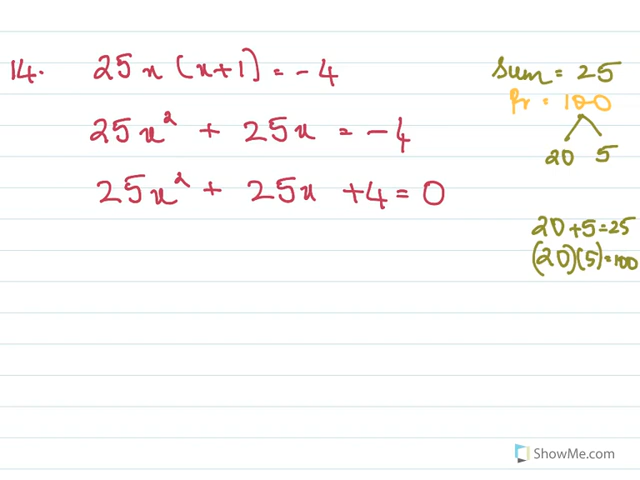 14. 25x (x+1) = -4
25x² + 25x = -4
25x² + 25x +4 = 0
Sum = 25
Pr = 100
20 5
20 + 5 = 25
(20)(5) = 100
ShowMe.com